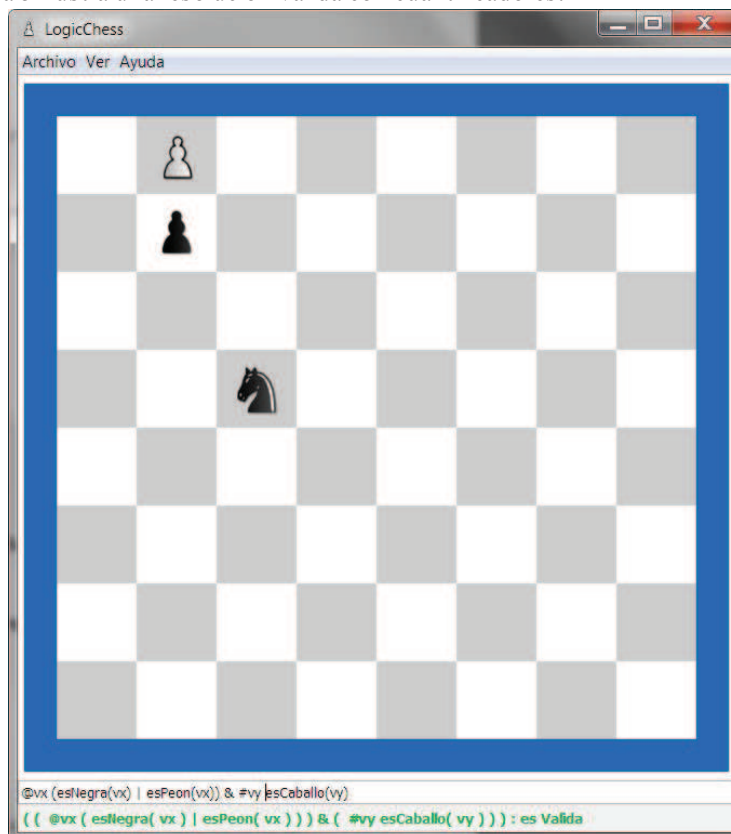 LogicChess
Archivo Ver Ayuda
@vx (esNegra(vx) | esPeon(vx)) & #vy esCaballo(vy)
( ( @vx ( esNegra( vx ) | esPeon( vx ) ) ) & ( #vy esCaballo( vy ) ) ) : es Valida